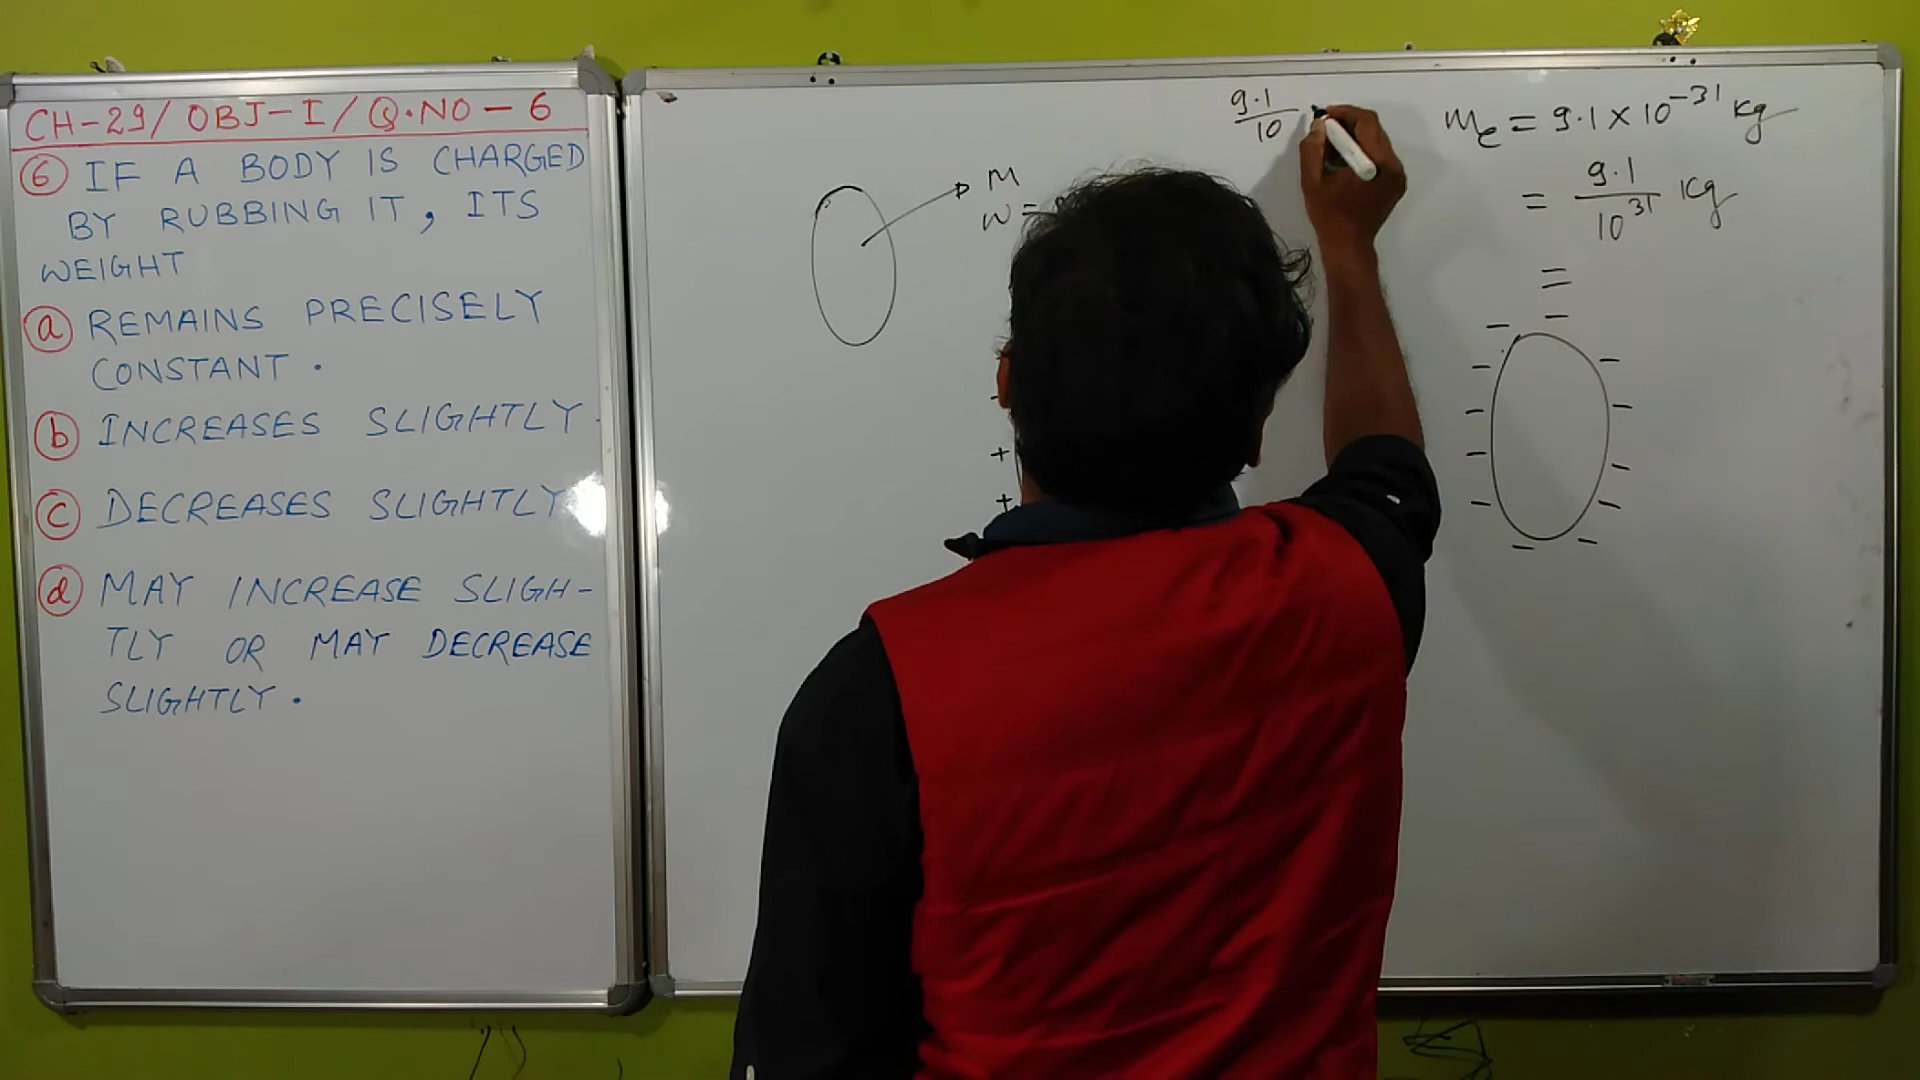 CH-29/ OBJ-I/ Q.NO-6
6 IF A BODY IS CHARGED
BY RUBBING IT, ITS
WEIGHT
a REMAINS PRECISELY
CONSTANT.
b INCREASES SLIGHTLY.
c DECREASES SLIGHTLY
d MAY INCREASE SLIGH-
TLY OR MAY DECREASE
SLIGHTLY.
M
W =
+
+
9.1
10
me = 9.1 × 10⁻³¹ kg
= 9.1/10³¹ kg
=